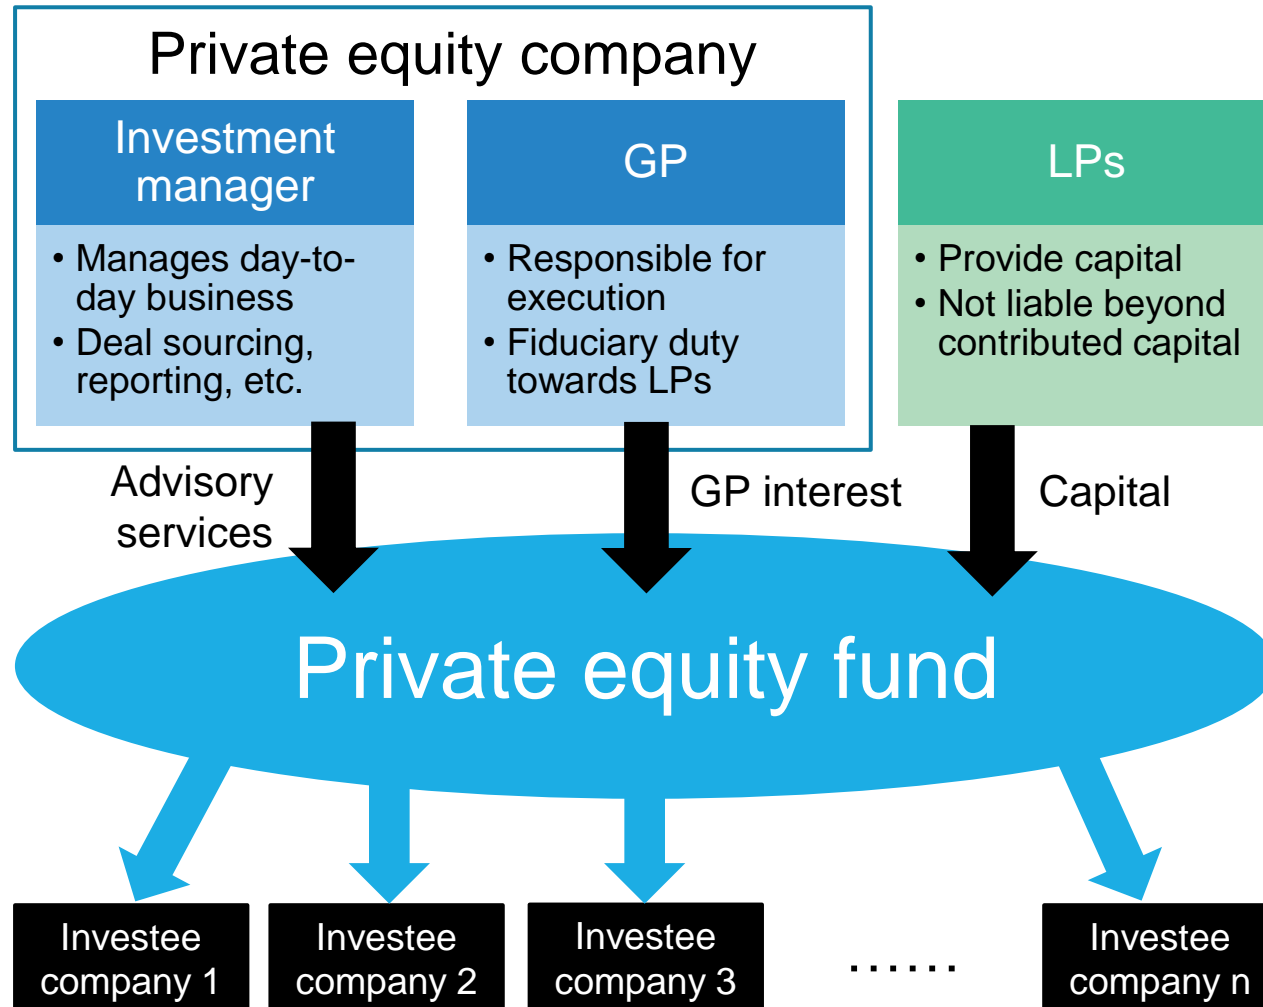 Private equity company
Investment
manager
GP
LPs
• Manages day-to-
day business
• Deal sourcing,
reporting, etc.
• Responsible for
execution
• Fiduciary duty
towards LPs
• Provide capital
• Not liable beyond
contributed capital
Advisory
services
GP interest
Capital
Private equity fund
Investee
company 1
Investee
company 2
Investee
company 3
......
Investee
company n